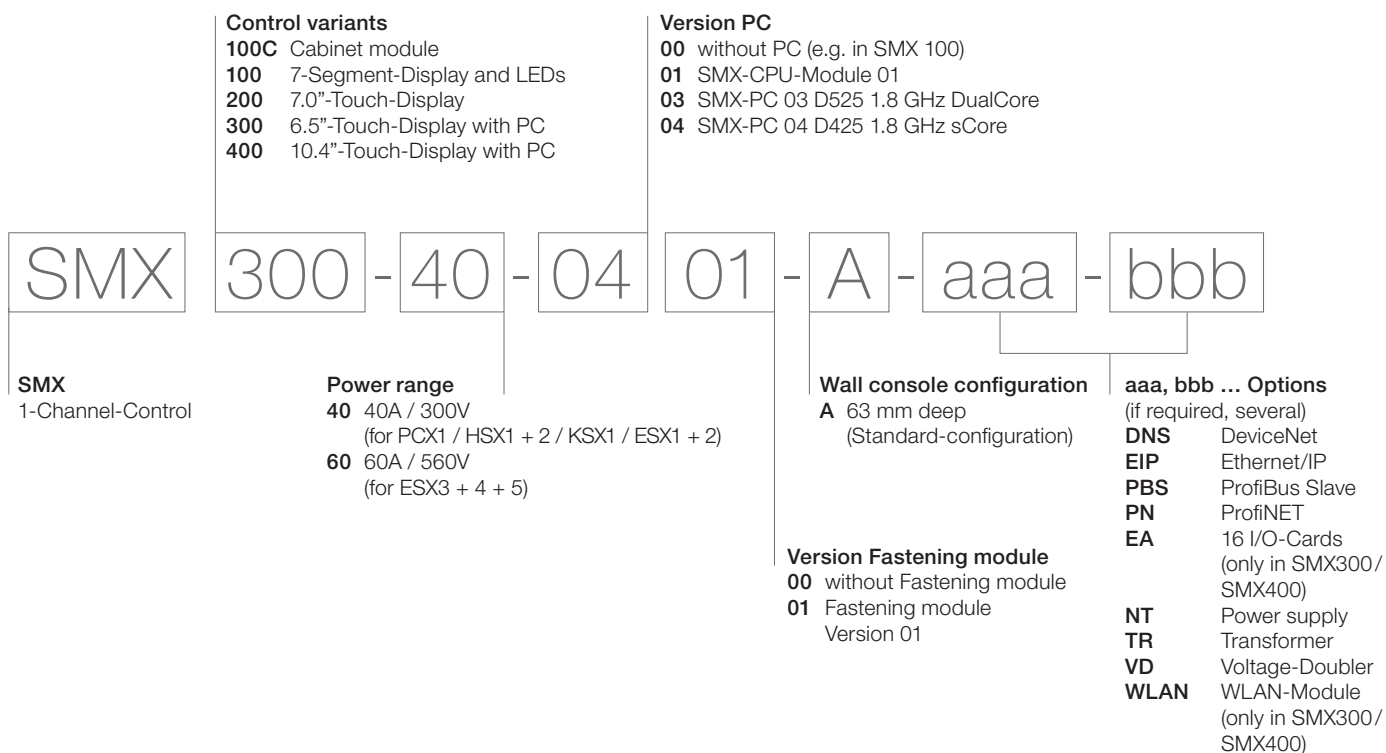 Control variants
100C Cabinet module
100 7-Segment-Display and LEDs
200 7.0"-Touch-Display
300 6.5"-Touch-Display with PC
400 10.4"-Touch-Display with PC
Version PC
00 without PC (e.g. in SMX 100)
01 SMX-CPU-Module 01
03 SMX-PC 03 D525 1.8 GHz DualCore
04 SMX-PC 04 D425 1.8 GHz sCore
SMX 300 - 40 - 04 01 - A - aaa - bbb
SMX
1-Channel-Control
Power range
40 40A / 300V
(for PCX1 / HSX1 + 2 / KSX1 / ESX1 + 2)
60 60A / 560V
(for ESX3 + 4 + 5)
Version Fastening module
00 without Fastening module
01 Fastening module
Version 01
Wall console configuration
A 63 mm deep
(Standard-configuration)
aaa, bbb … Options
(if required, several)
DNS DeviceNet
EIP Ethernet/IP
PBS ProfiBus Slave
PN ProfiNET
EA 16 I/O-Cards
(only in SMX300/
SMX400)
NT Power supply
TR Transformer
VD Voltage-Doubler
WLAN WLAN-Module
(only in SMX300/
SMX400)